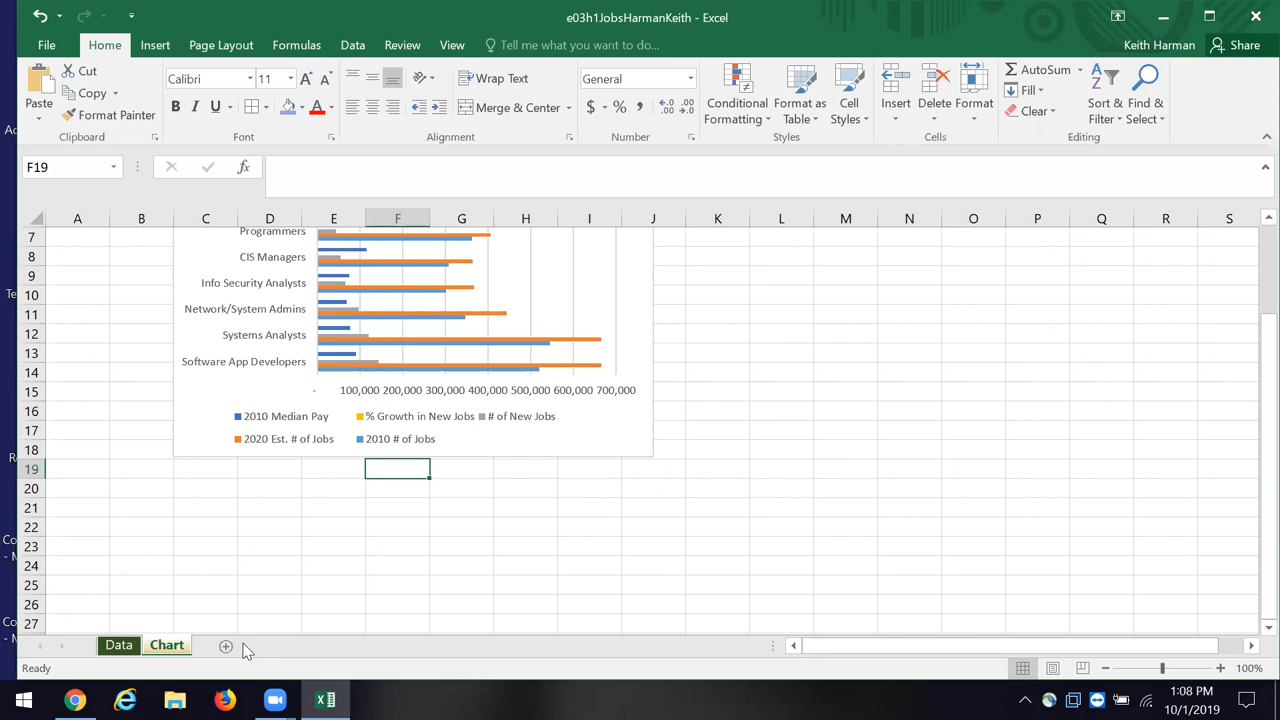 e03h1JobsHarmanKeith - Excel
File Home Insert Page Layout Formulas Data Review View Tell me what you want to do... Keith Harman Share
Paste Cut Copy Format Painter Clipboard
Calibri 11 A A B I U A Font
Wrap Text Merge & Center Alignment
General $ % , Number
Conditional Formatting Format as Table Cell Styles Styles
Insert Delete Format Cells
AutoSum Fill Clear Sort & Filter Find & Select Editing
F19 fx
A B C D E F G H I J K L M N O P Q R S
7 Programmers
8 CIS Managers
9
10 Info Security Analysts
11 Network/System Admins
12 Systems Analysts
13
14 Software App Developers
15 - 100,000 200,000 300,000 400,000 500,000 600,000 700,000
16 2010 Median Pay % Growth in New Jobs # of New Jobs
17 2020 Est. # of Jobs 2010 # of Jobs
18
19
20
21
22
23
24
25
26
27
Data Chart
Ready 100%
1:08 PM
10/1/2019